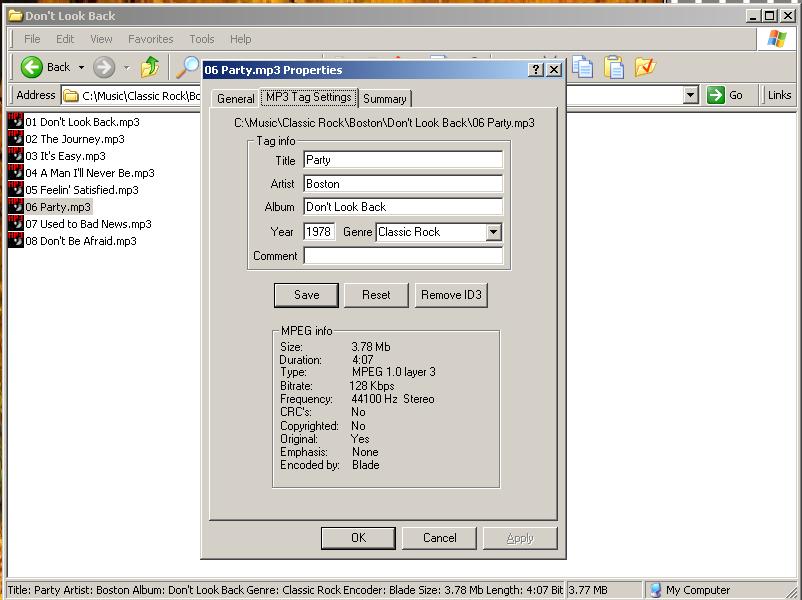 Don't Look Back
File Edit View Favorites Tools Help
Back
Address C:\Music\Classic Rock\Bo Go Links
01 Don't Look Back.mp3
02 The Journey.mp3
03 It's Easy.mp3
04 A Man I'll Never Be.mp3
05 Feelin' Satisfied.mp3
06 Party.mp3
07 Used to Bad News.mp3
08 Don't Be Afraid.mp3
06 Party.mp3 Properties
General MP3 Tag Settings Summary
C:\Music\Classic Rock\Boston\Don't Look Back\06 Party.mp3
Tag info
Title Party
Artist Boston
Album Don't Look Back
Year 1978 Genre Classic Rock
Comment
Save Reset Remove ID3
MPEG info
Size: 3.78 Mb
Duration: 4:07
Type: MPEG 1.0 layer 3
Bitrate: 128 Kbps
Frequency: 44100 Hz Stereo
CRC's: No
Copyrighted: No
Original: Yes
Emphasis: None
Encoded by: Blade
OK Cancel Apply
Title: Party Artist: Boston Album: Don't Look Back Genre: Classic Rock Encoder: Blade Size: 3.78 Mb Length: 4:07 Bit 3.77 MB My Computer